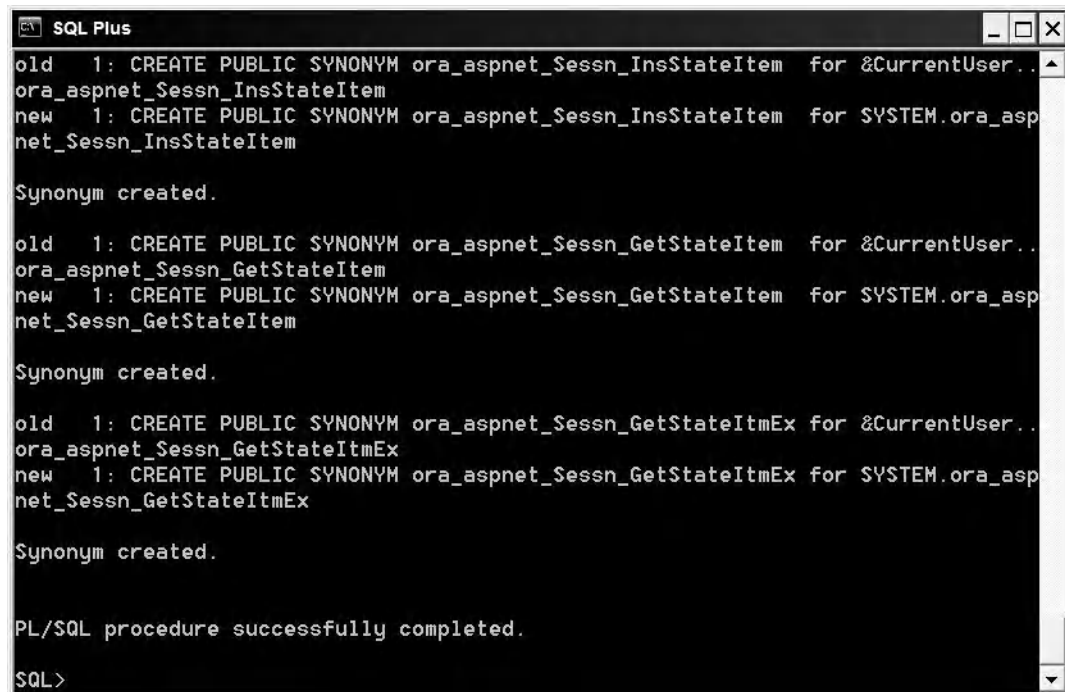 SQL Plus
old   1: CREATE PUBLIC SYNONYM ora_aspnet_Sessn_InsStateItem  for &CurrentUser..
ora_aspnet_Sessn_InsStateItem
new   1: CREATE PUBLIC SYNONYM ora_aspnet_Sessn_InsStateItem  for SYSTEM.ora_asp
net_Sessn_InsStateItem
Synonym created.
old   1: CREATE PUBLIC SYNONYM ora_aspnet_Sessn_GetStateItem  for &CurrentUser..
ora_aspnet_Sessn_GetStateItem
new   1: CREATE PUBLIC SYNONYM ora_aspnet_Sessn_GetStateItem  for SYSTEM.ora_asp
net_Sessn_GetStateItem
Synonym created.
old   1: CREATE PUBLIC SYNONYM ora_aspnet_Sessn_GetStateItmEx for &CurrentUser..
ora_aspnet_Sessn_GetStateItmEx
new   1: CREATE PUBLIC SYNONYM ora_aspnet_Sessn_GetStateItmEx for SYSTEM.ora_asp
net_Sessn_GetStateItmEx
Synonym created.
PL/SQL procedure successfully completed.
SQL>